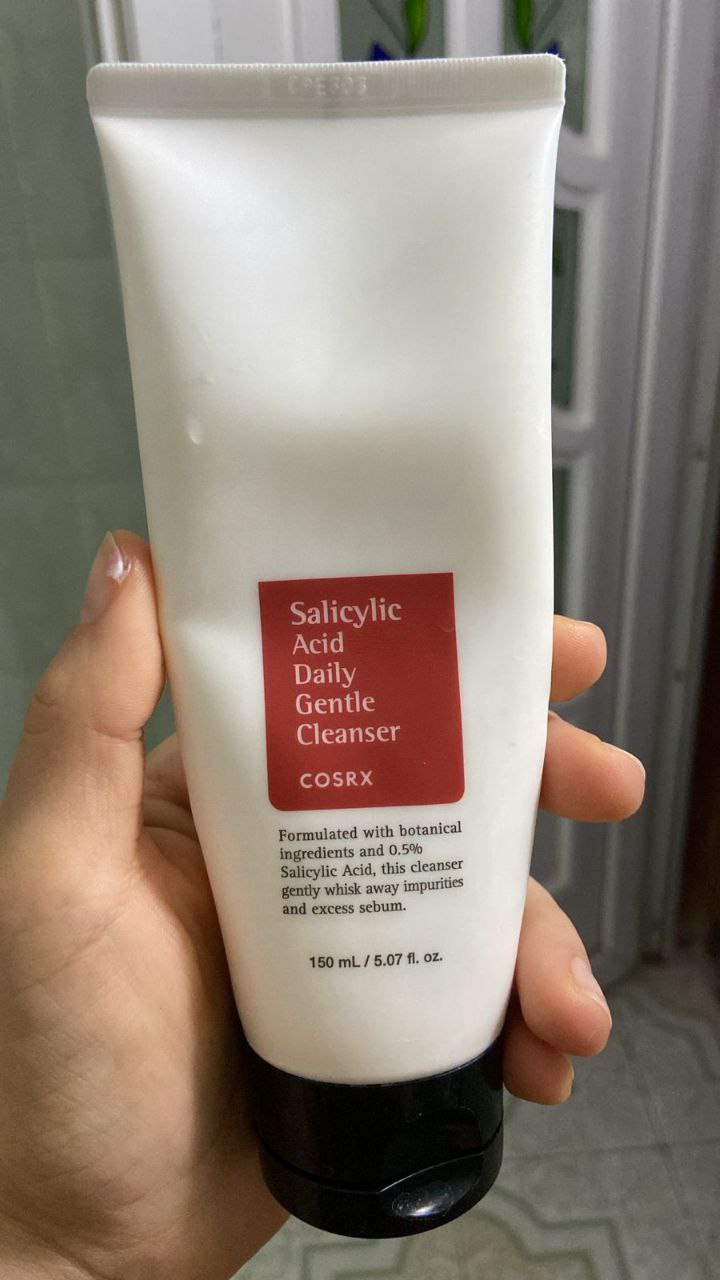 Salicylic
Acid
Daily
Gentle
Cleanser
COSRX
Formulated with botanical
ingredients and 0.5%
Salicylic Acid, this cleanser
gently whisk away impurities
and excess sebum.
150 mL / 5.07 fl. oz.